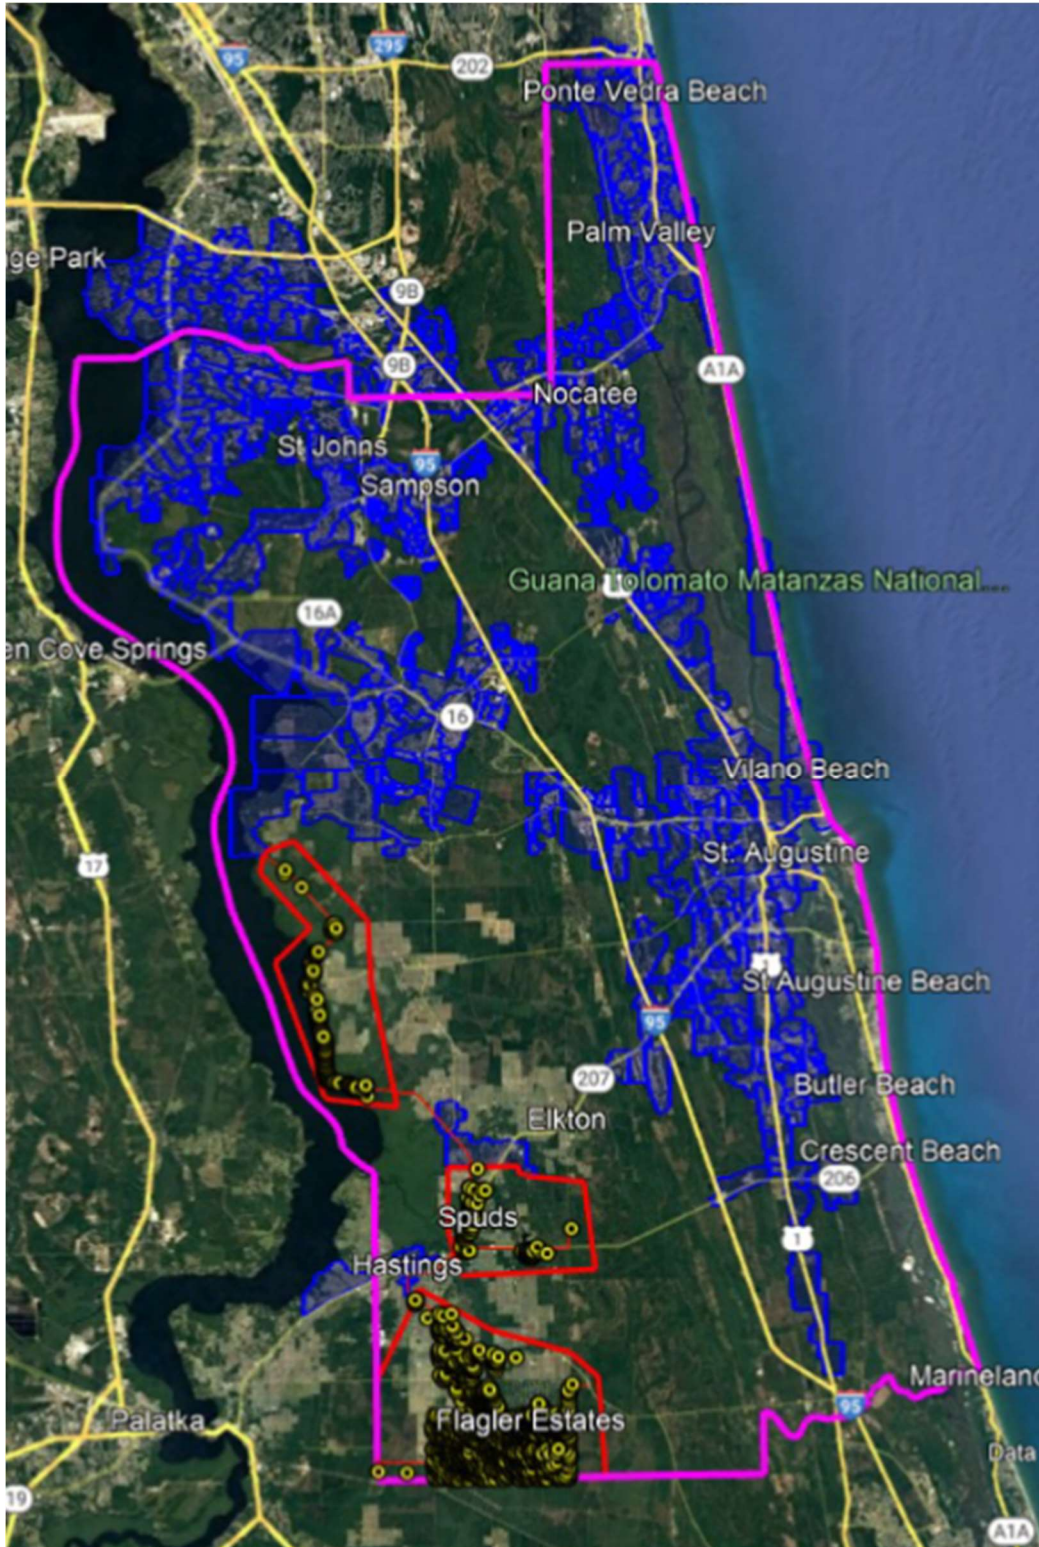 95
295
202
Ponte Vedra Beach
Palm Valley
ge Park
9B
9B
A1A
Nocatee
St Johns
95
Sampson
Guana Tolomato Matanzas National....
16A
en Cove Springs
16
Vilano Beach
17
St. Augustine
St Augustine Beach
95
207
Butler Beach
Elkton
Crescent Beach
206
Spuds
1
Hastings
Marineland
95
Flagler Estates
Palatka
Data
19
A1A